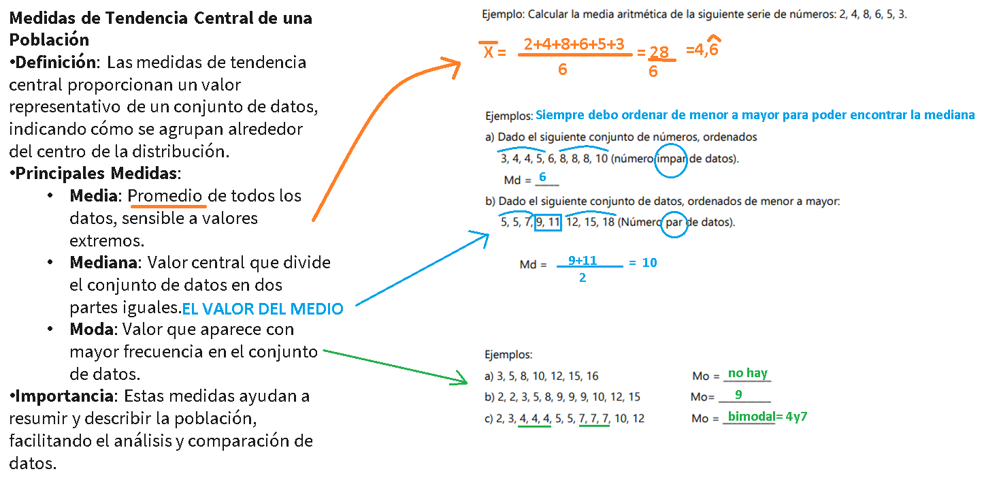 Medidas de Tendencia Central de una
Población
•Definición: Las medidas de tendencia
central proporcionan un valor
representativo de un conjunto de datos,
indicando cómo se agrupan alrededor
del centro de la distribución.
•Principales Medidas:
• Media: Promedio de todos los
datos, sensible a valores
extremos.
• Mediana: Valor central que divide
el conjunto de datos en dos
partes iguales.EL VALOR DEL MEDIO
• Moda: Valor que aparece con
mayor frecuencia en el conjunto
de datos.
•Importancia: Estas medidas ayudan a
resumir y describir la población,
facilitando el análisis y comparación de
datos.
Ejemplo: Calcular la media aritmética de la siguiente serie de números: 2, 4, 8, 6, 5, 3.
2+4+8+6+5+3
X = = 28 =4,6̂
6 6
Ejemplos: Siempre debo ordenar de menor a mayor para poder encontrar la mediana
a) Dado el siguiente conjunto de números, ordenados
3, 4, 4, 5, 6, 8, 8, 8, 10 (número impar de datos).
Md = 6
b) Dado el siguiente conjunto de datos, ordenados de menor a mayor:
5, 5, 7, 9, 11 12, 15, 18 (Número par de datos).
9+11
Md = = 10
2
Ejemplos:
a) 3, 5, 8, 10, 12, 15, 16 Mo = no hay
b) 2, 2, 3, 5, 8, 9, 9, 9, 10, 12, 15 Mo= 9
c) 2, 3, 4, 4, 4, 5, 5, 7, 7, 7, 10, 12 Mo = bimodal= 4y7